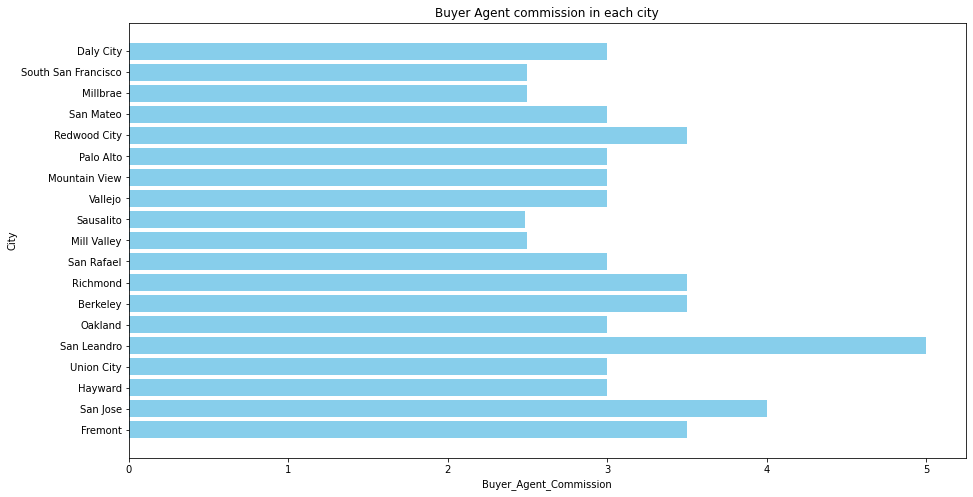 Buyer Agent commission in each city
City
Daly City
South San Francisco
Millbrae
San Mateo
Redwood City
Palo Alto
Mountain View
Vallejo
Sausalito
Mill Valley
San Rafael
Richmond
Berkeley
Oakland
San Leandro
Union City
Hayward
San Jose
Fremont
0 1 2 3 4 5
Buyer_Agent_Commission